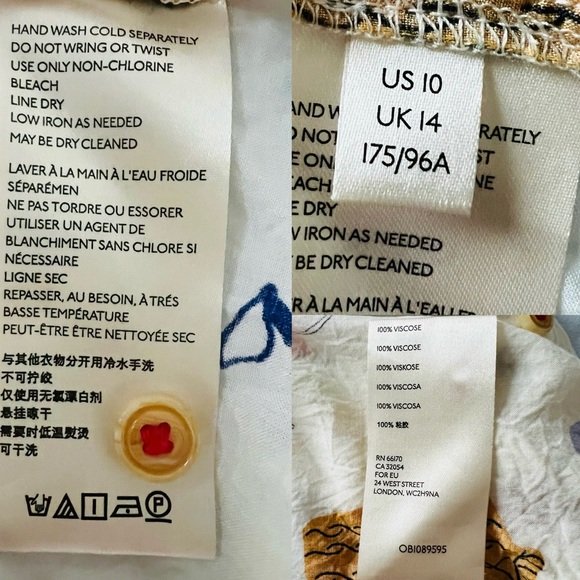 HAND WASH COLD SEPARATELY
DO NOT WRING OR TWIST
USE ONLY NON-CHLORINE
BLEACH
LINE DRY
LOW IRON AS NEEDED
MAY BE DRY CLEANED
LAVER À LA MAIN À L'EAU FROIDE
SÉPARÉMEN
NE PAS TORDRE OU ESSORER
UTILISER UN AGENT DE
BLANCHIMENT SANS CHLORE SI
NÉCESSAIRE
LIGNE SEC
REPASSER, AU BESOIN, À TRÉS
BASSE TEMPÉRATURE
PEUT-ÊTRE ÊTRE NETTOYÉE SEC
与其他衣物分开用冷水手洗
不可拧绞
仅使用无氯漂白剂
悬挂晾干
需要时低温熨烫
可干洗
P
US 10
UK 14
175/96A
AND W RATELY
NOT ST
E ON NE
EACH
E DRY
W IRON AS NEEDED
BE DRY CLEANED
R À LA MAIN À L'EAU
100% VISCOSE
100% VISCOSE
100% VISKOSE
100% VISCOSA
100% VISCOSA
100% 粘胶
RN 66170
CA 32054
FOR EU
24 WEST STREET
LONDON, WC2H9NA
OB1089595